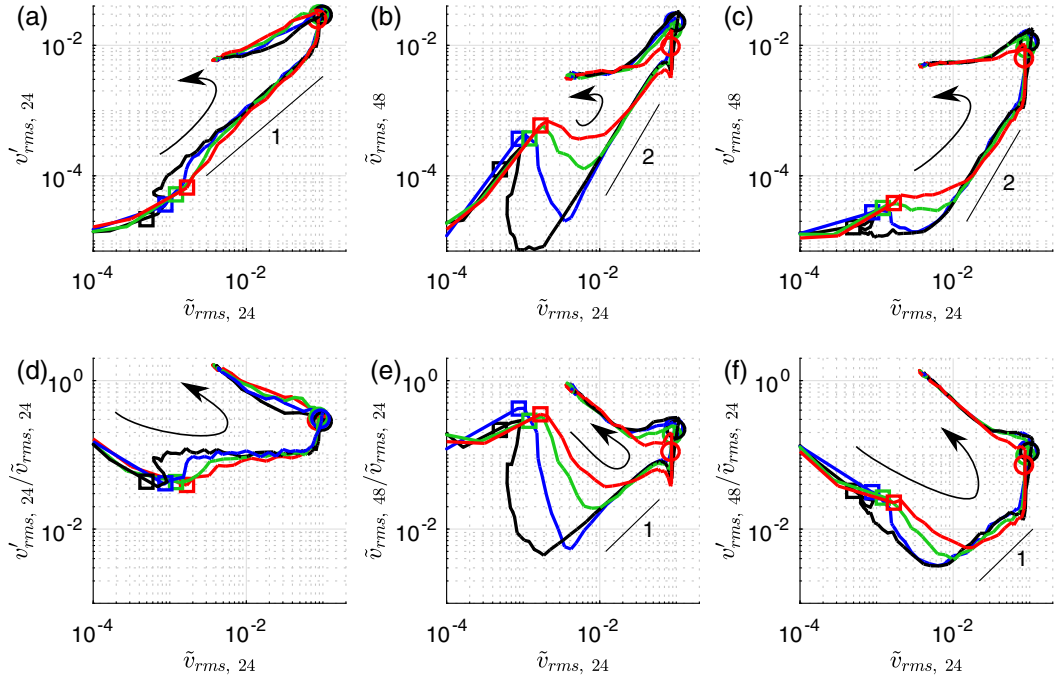 (a) (b) (c)
10^-2 10^-2 10^-2
v'_rms, 24 ṽ_rms, 48 v'_rms, 48
1 2 2
10^-4 10^-4 10^-4
10^-4 10^-2 10^-4 10^-2 10^-4 10^-2
ṽ_rms, 24 ṽ_rms, 24 ṽ_rms, 24
(d) (e) (f)
10^0 10^0 10^0
v'_rms, 24/ṽ_rms, 24 ṽ_rms, 48/ṽ_rms, 24 v'_rms, 48/ṽ_rms, 24
10^-2 10^-2 10^-2
1 1
10^-4 10^-2 10^-4 10^-2 10^-4 10^-2
ṽ_rms, 24 ṽ_rms, 24 ṽ_rms, 24